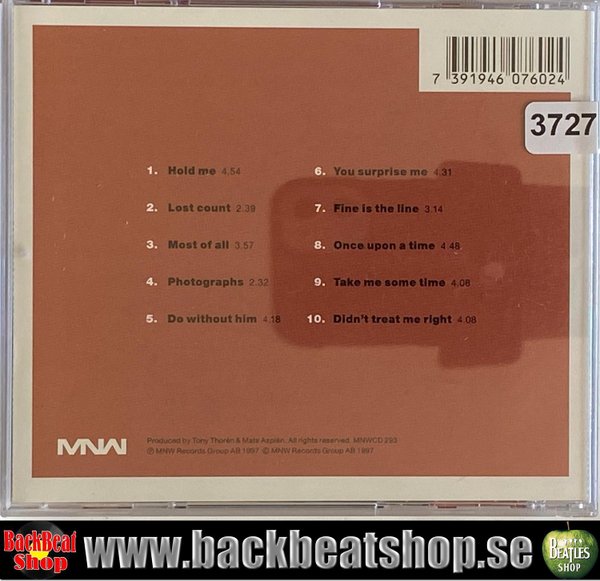 7 391946 076024
3727
1. Hold me 4.54
2. Lost count 2.39
3. Most of all 3.57
4. Photographs 2.32
5. Do without him 4.18
6. You surprise me 4.31
7. Fine is the line 3.14
8. Once upon a time 4.48
9. Take me some time 4.08
10. Didn't treat me right 4.08
MNW
Produced by Tony Thorén & Mats Asplén. All rights reserved. MNWCD 293
℗ MNW Records Group AB 1997 © MNW Records Group AB 1997
BackBeat
Shop
www.backbeatshop.se
THE
BEATLES
SHOP